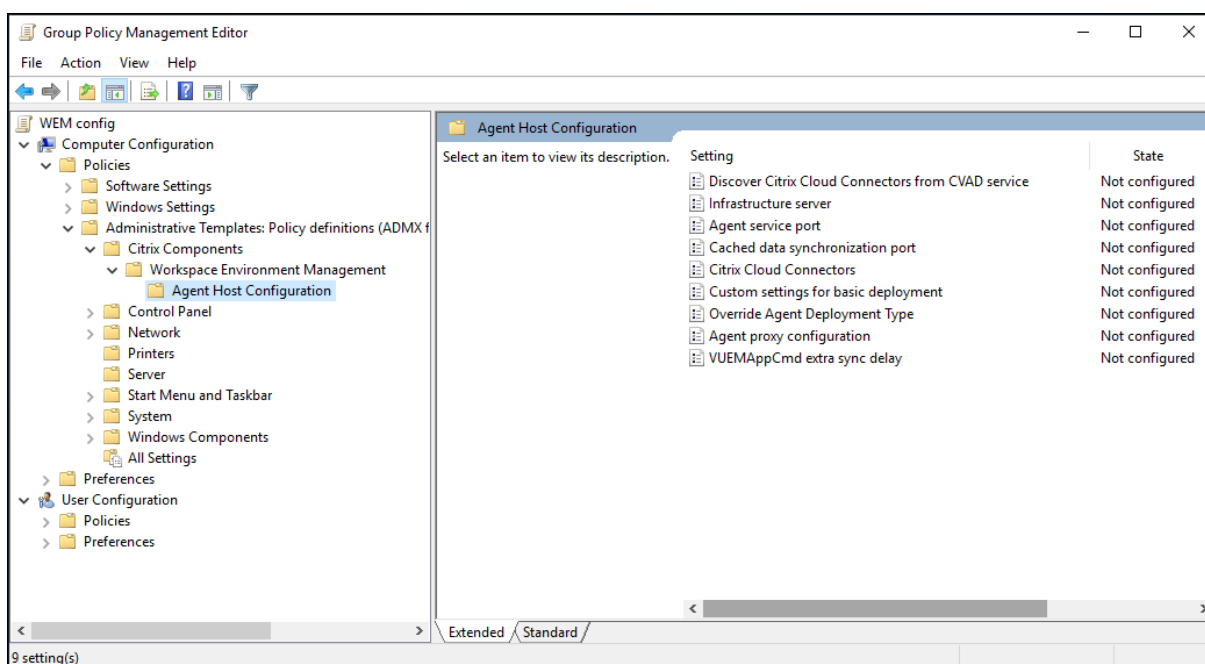 Group Policy Management Editor
File Action View Help
WEM config
Computer Configuration
Policies
Software Settings
Windows Settings
Administrative Templates: Policy definitions (ADMX f
Citrix Components
Workspace Environment Management
Agent Host Configuration
Control Panel
Network
Printers
Server
Start Menu and Taskbar
System
Windows Components
All Settings
Preferences
User Configuration
Policies
Preferences
Agent Host Configuration
Select an item to view its description.
Setting State
Discover Citrix Cloud Connectors from CVAD service Not configured
Infrastructure server Not configured
Agent service port Not configured
Cached data synchronization port Not configured
Citrix Cloud Connectors Not configured
Custom settings for basic deployment Not configured
Override Agent Deployment Type Not configured
Agent proxy configuration Not configured
VUEMAppCmd extra sync delay Not configured
Extended Standard
9 setting(s)